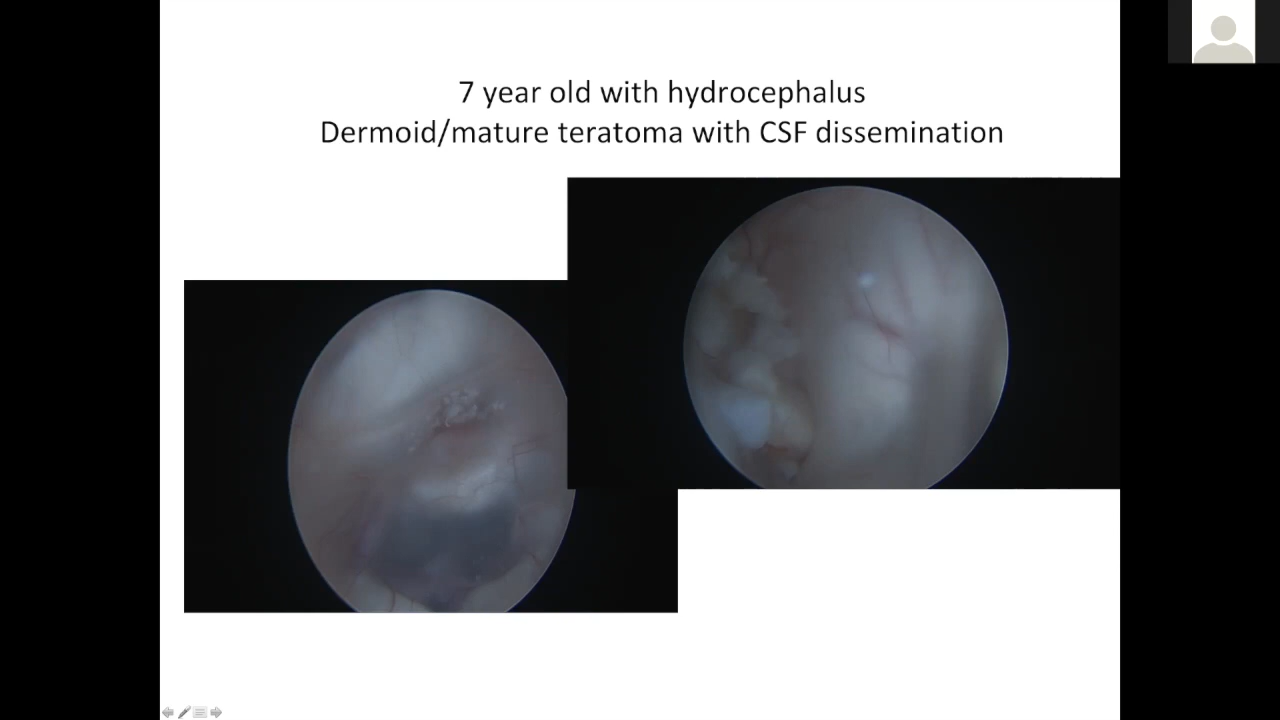 7 year old with hydrocephalus
Dermoid/mature teratoma with CSF dissemination